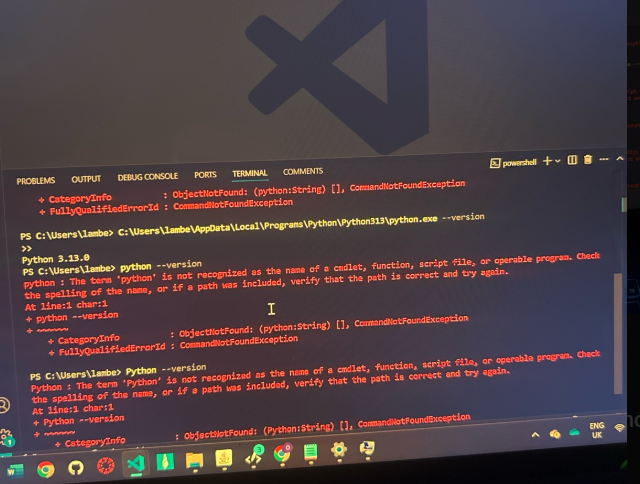 PROBLEMS OUTPUT DEBUG CONSOLE PORTS TERMINAL COMMENTS powershell
+ CategoryInfo : ObjectNotFound: (python:String) [], CommandNotFoundException
+ FullyQualifiedErrorId : CommandNotFoundException
PS C:\Users\lambe> C:\Users\lambe\AppData\Local\Programs\Python\Python313\python.exe --version
>>
Python 3.13.0
PS C:\Users\lambe> python --version
python : The term 'python' is not recognized as the name of a cmdlet, function, script file, or operable program. Check
the spelling of the name, or if a path was included, verify that the path is correct and try again.
At line:1 char:1
+ python --version
+ ~~~~~~
+ CategoryInfo : ObjectNotFound: (python:String) [], CommandNotFoundException
+ FullyQualifiedErrorId : CommandNotFoundException
PS C:\Users\lambe> Python --version
Python : The term 'Python' is not recognized as the name of a cmdlet, function, script file, or operable program. Check
the spelling of the name, or if a path was included, verify that the path is correct and try again.
At line:1 char:1
+ Python --version
+ ~~~~~~
+ CategoryInfo : ObjectNotFound: (Python:String) [], CommandNotFoundException
ENG
UK